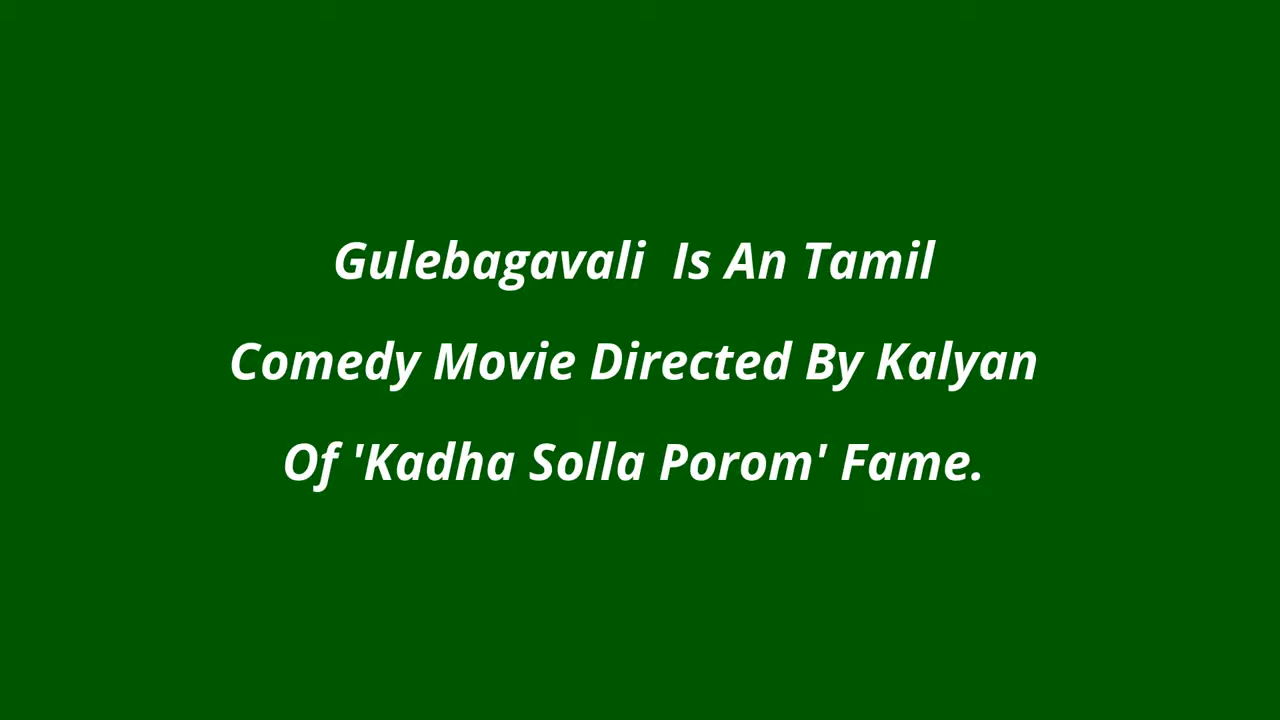 Gulebagavali  Is An Tamil
Comedy Movie Directed By Kalyan
Of 'Kadha Solla Porom' Fame.